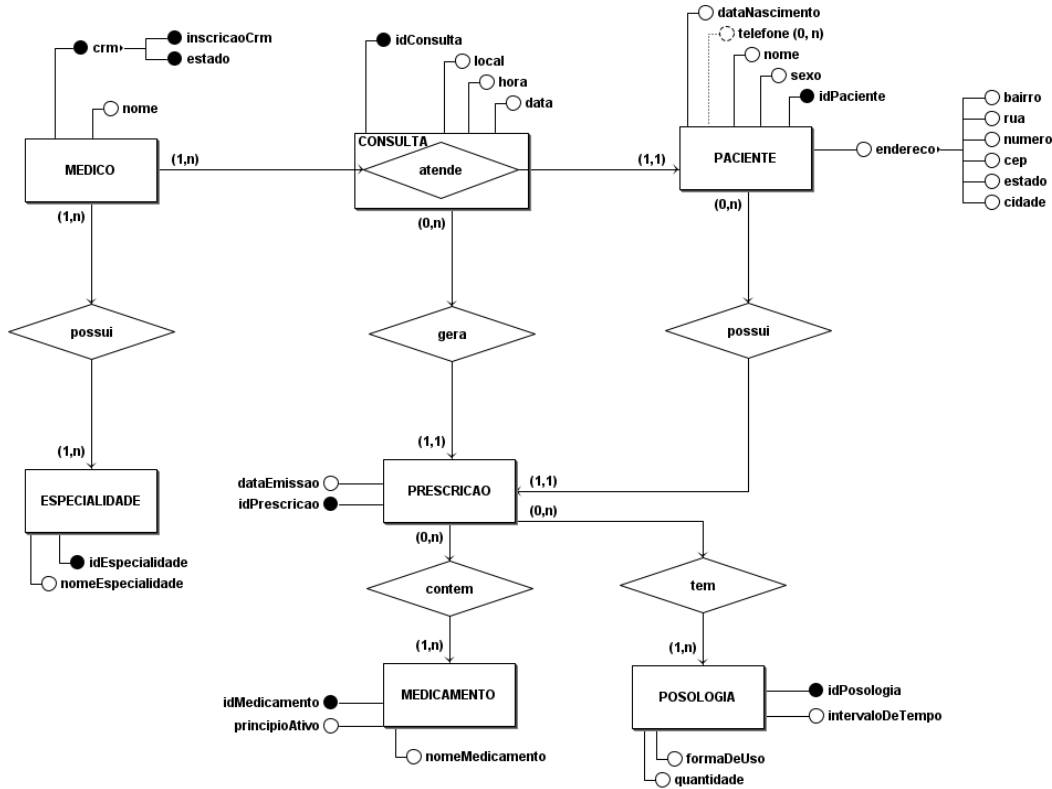 dataNascimento
telefone (0, n)
nome
sexo
idPaciente
crm
inscricaoCrm
estado
nome
idConsulta
local
hora
data
CONSULTA
MEDICO
(1,n)
atende
(1,1)
PACIENTE
endereco
bairro
rua
numero
cep
estado
cidade
(1,n)
(0,n)
(0,n)
possui
gera
possui
(1,n)
(1,1)
(1,1)
ESPECIALIDADE
idEspecialidade
nomeEspecialidade
dataEmissao
idPrescricao
PRESCRICAO
(0,n)
(0,n)
contem
tem
(1,n)
(1,n)
idMedicamento
principioAtivo
MEDICAMENTO
nomeMedicamento
POSOLOGIA
idPosologia
intervaloDeTempo
formaDeUso
quantidade